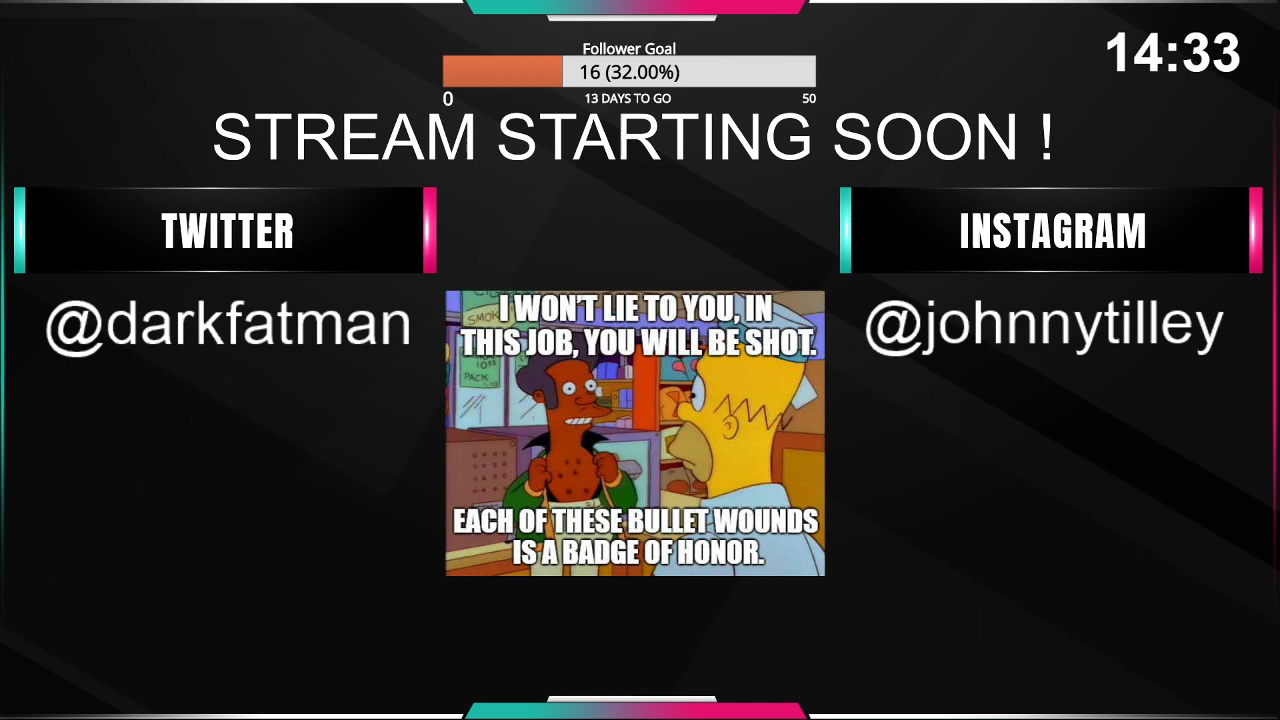 Follower Goal
14:33
16 (32.00%)
0
13 DAYS TO GO
50
STREAM STARTING SOON !
TWITTER
INSTAGRAM
@darkfatman
@johnnytilley
I WON'T LIE TO YOU, IN
THIS JOB, YOU WILL BE SHOT.
PACK
EACH OF THESE BULLET WOUNDS
IS A BADGE OF HONOR.